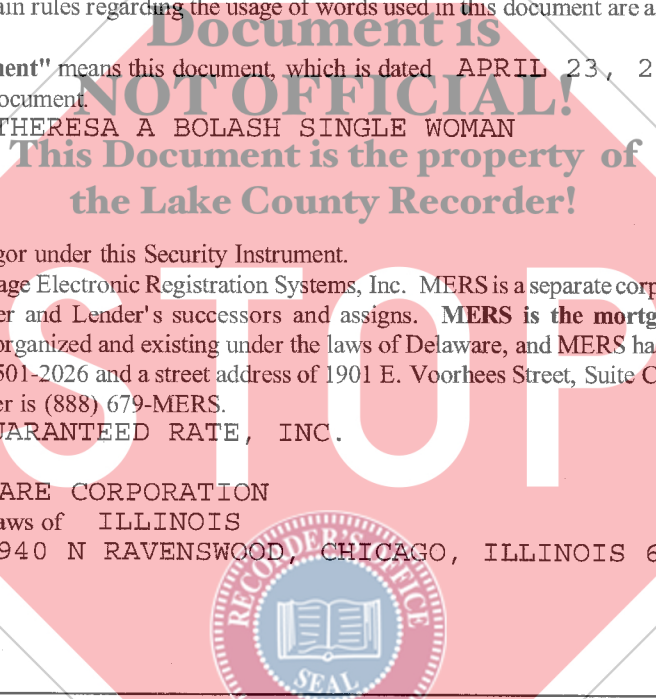 ain rules regarding the usage of words used in this document are a
Document is
ment" means this document, which is dated APRIL 23, 2
NOT OFFICIAL!
ocument.
THERESA A BOLASH SINGLE WOMAN
This Document is the property of
the Lake County Recorder!
gor under this Security Instrument.
age Electronic Registration Systems, Inc. MERS is a separate corp
er and Lender's successors and assigns. MERS is the mortg
organized and existing under the laws of Delaware, and MERS ha
501-2026 and a street address of 1901 E. Voorhees Street, Suite C
er is (888) 679-MERS.
STOP
UARANTEED RATE, INC.
ARE CORPORATION
aws of ILLINOIS
940 N RAVENSWOOD, CHICAGO, ILLINOIS 6
RECORDER'S OFFICE
SEAL